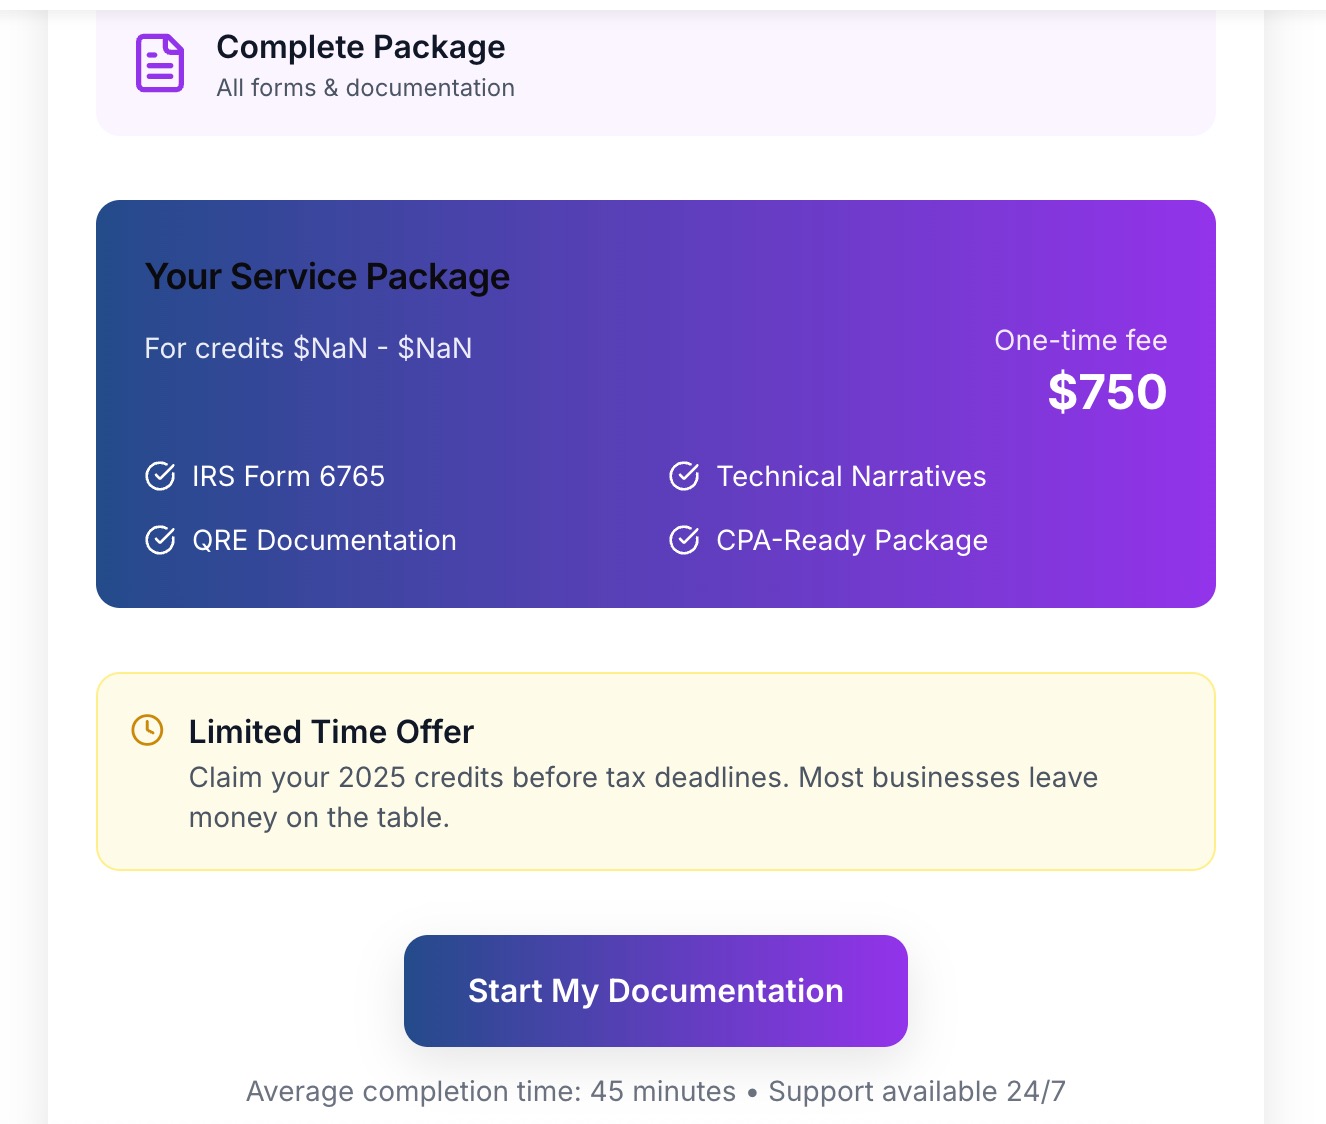 Complete Package
All forms & documentation
Your Service Package
For credits $NaN - $NaN
One-time fee
$750
IRS Form 6765
Technical Narratives
QRE Documentation
CPA-Ready Package
Limited Time Offer
Claim your 2025 credits before tax deadlines. Most businesses leave
money on the table.
Start My Documentation
Average completion time: 45 minutes • Support available 24/7